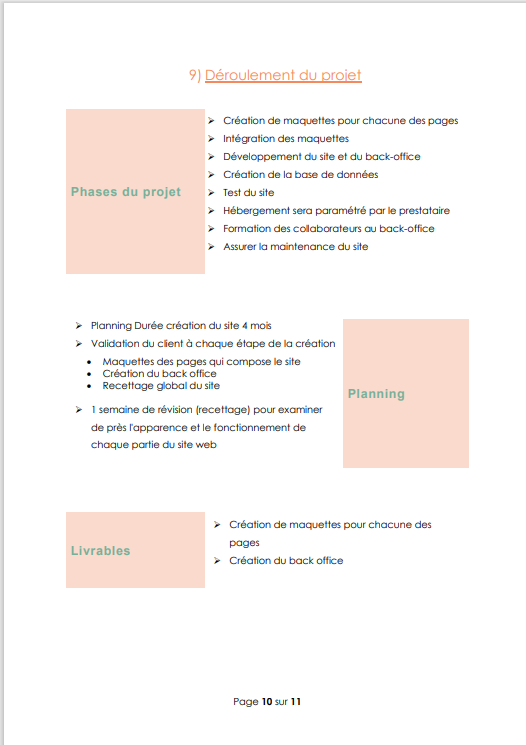 9) Déroulement du projet
Phases du projet
➢ Création de maquettes pour chacune des pages
➢ Intégration des maquettes
➢ Développement du site et du back-office
➢ Création de la base de données
➢ Test du site
➢ Hébergement sera paramétré par le prestataire
➢ Formation des collaborateurs au back-office
➢ Assurer la maintenance du site
➢ Planning Durée création du site 4 mois
➢ Validation du client à chaque étape de la création
• Maquettes des pages qui compose le site
• Création du back office
• Recettage global du site
➢ 1 semaine de révision (recettage) pour examiner
de près l'apparence et le fonctionnement de
chaque partie du site web
Planning
Livrables
➢ Création de maquettes pour chacune des
pages
➢ Création du back office
Page 10 sur 11